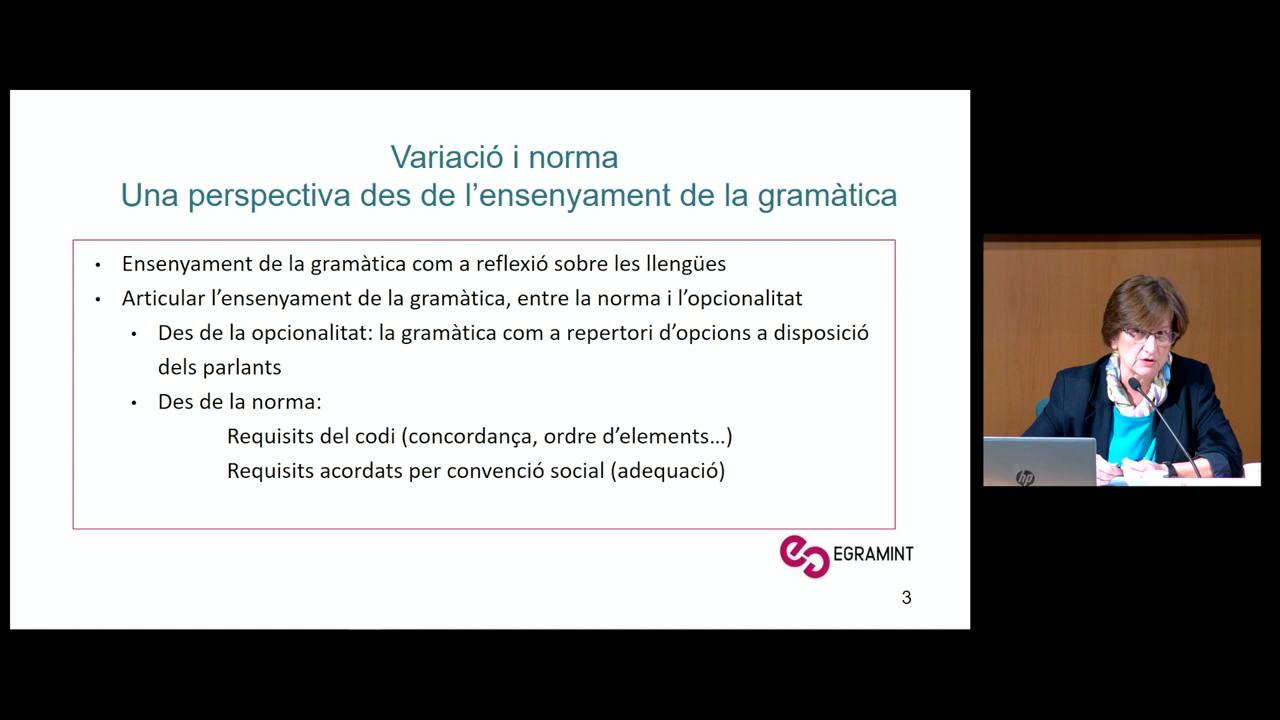 Variació i norma
Una perspectiva des de l’ensenyament de la gramàtica
• Ensenyament de la gramàtica com a reflexió sobre les llengües
• Articular l’ensenyament de la gramàtica, entre la norma i l’opcionalitat
• Des de la opcionalitat: la gramàtica com a repertori d’opcions a disposició
dels parlants
• Des de la norma:
Requisits del codi (concordança, ordre d’elements…)
Requisits acordats per convenció social (adequació)
EGRAMINT
3
hp